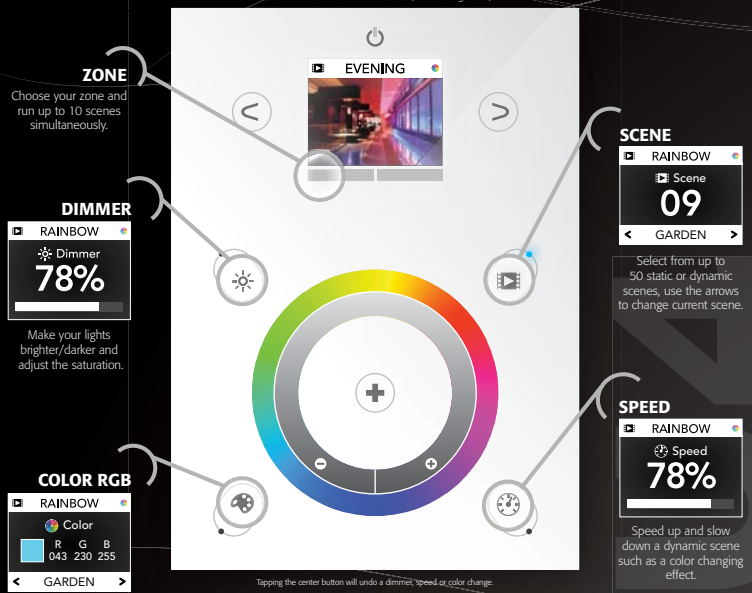 EVENING
ZONE
Choose your zone and
run up to 10 scenes
simultaneously.
DIMMER
RAINBOW
Dimmer
78%
Make your lights
brighter/darker and
adjust the saturation.
COLOR RGB
RAINBOW
Color
R G B
043 230 255
< GARDEN >
SCENE
RAINBOW
Scene
09
< GARDEN >
Select from up to
50 static or dynamic
scenes, use the arrows
to change current scene.
SPEED
RAINBOW
Speed
78%
Speed up and slow
down a dynamic scene
such as a color changing
effect.
Tapping the center button will undo a dimmer, speed or color change.